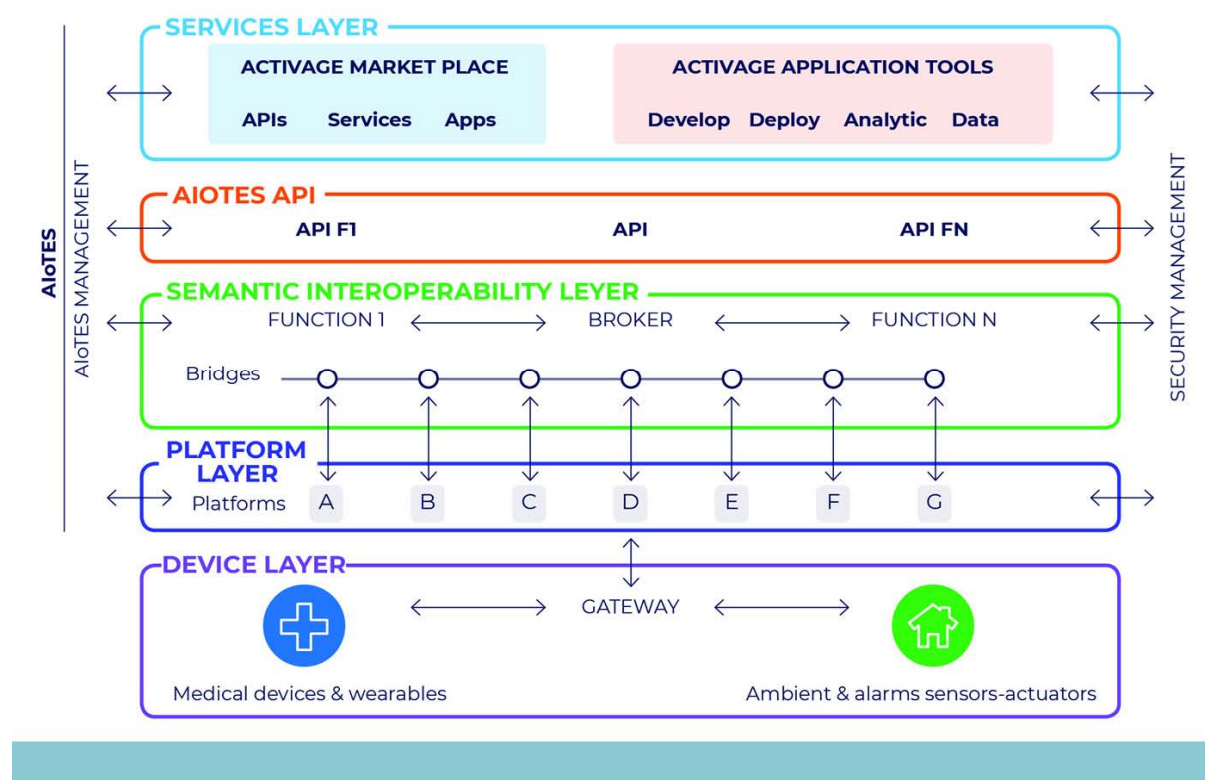 SERVICES LAYER
ACTIVAGE MARKET PLACE
APIs Services Apps
ACTIVAGE APPLICATION TOOLS
Develop Deploy Analytic Data
AIOTES API
API F1 API API FN
SEMANTIC INTEROPERABILITY LEYER
FUNCTION 1 BROKER FUNCTION N
Bridges
PLATFORM
LAYER
Platforms A B C D E F G
DEVICE LAYER
GATEWAY
Medical devices & wearables
Ambient & alarms sensors-actuators
AIoTES
AIoTES MANAGEMENT
SECURITY MANAGEMENT